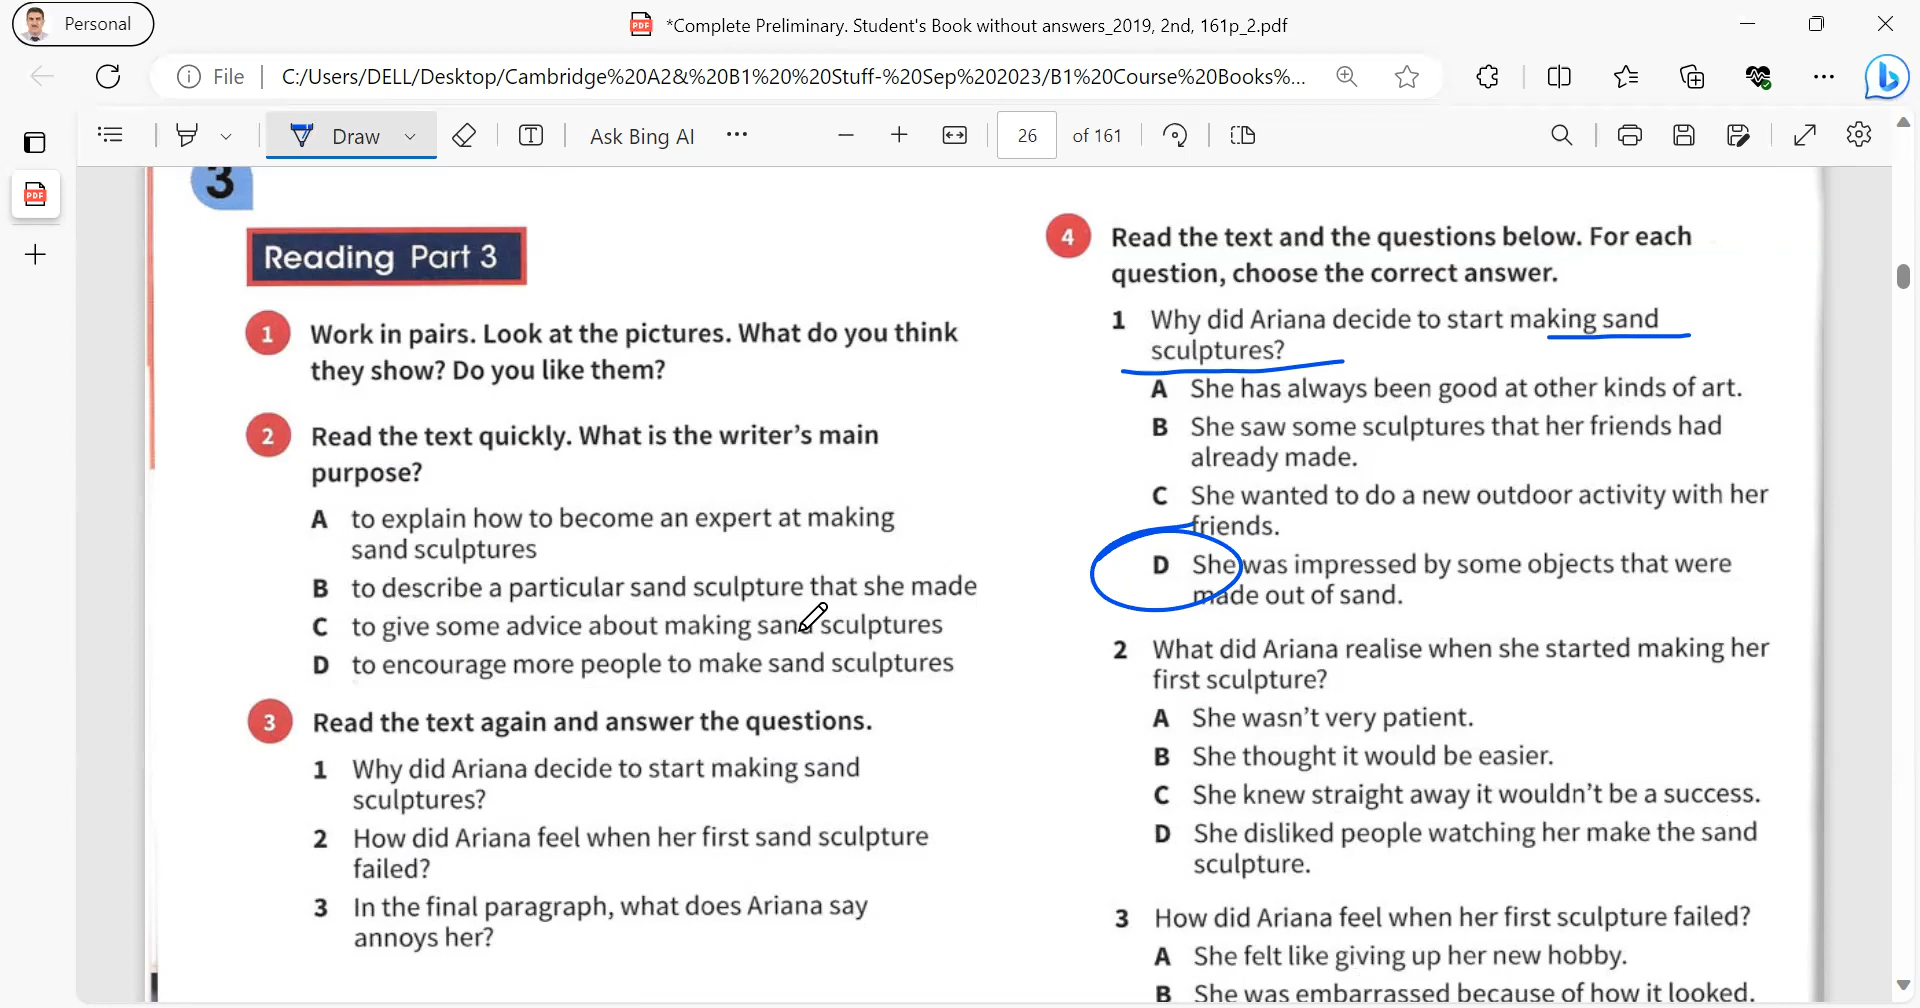 Personal
*Complete Preliminary. Student's Book without answers_2019, 2nd, 161p_2.pdf
File
C:/Users/DELL/Desktop/Cambridge%20A2&%20B1%20%20Stuff-%20Sep%202023/B1%20Course%20Books%...
Draw
Ask Bing AI
26
of 161
3
Reading Part 3
1 Work in pairs. Look at the pictures. What do you think
they show? Do you like them?
2 Read the text quickly. What is the writer's main
purpose?
A to explain how to become an expert at making
sand sculptures
B to describe a particular sand sculpture that she made
C to give some advice about making sand sculptures
D to encourage more people to make sand sculptures
3 Read the text again and answer the questions.
1 Why did Ariana decide to start making sand
sculptures?
2 How did Ariana feel when her first sand sculpture
failed?
3 In the final paragraph, what does Ariana say
annoys her?
4 Read the text and the questions below. For each
question, choose the correct answer.
1 Why did Ariana decide to start making sand
sculptures?
A She has always been good at other kinds of art.
B She saw some sculptures that her friends had
already made.
C She wanted to do a new outdoor activity with her
friends.
D She was impressed by some objects that were
made out of sand.
2 What did Ariana realise when she started making her
first sculpture?
A She wasn't very patient.
B She thought it would be easier.
C She knew straight away it wouldn't be a success.
D She disliked people watching her make the sand
sculpture.
3 How did Ariana feel when her first sculpture failed?
A She felt like giving up her new hobby.
B She was embarrassed because of how it looked.